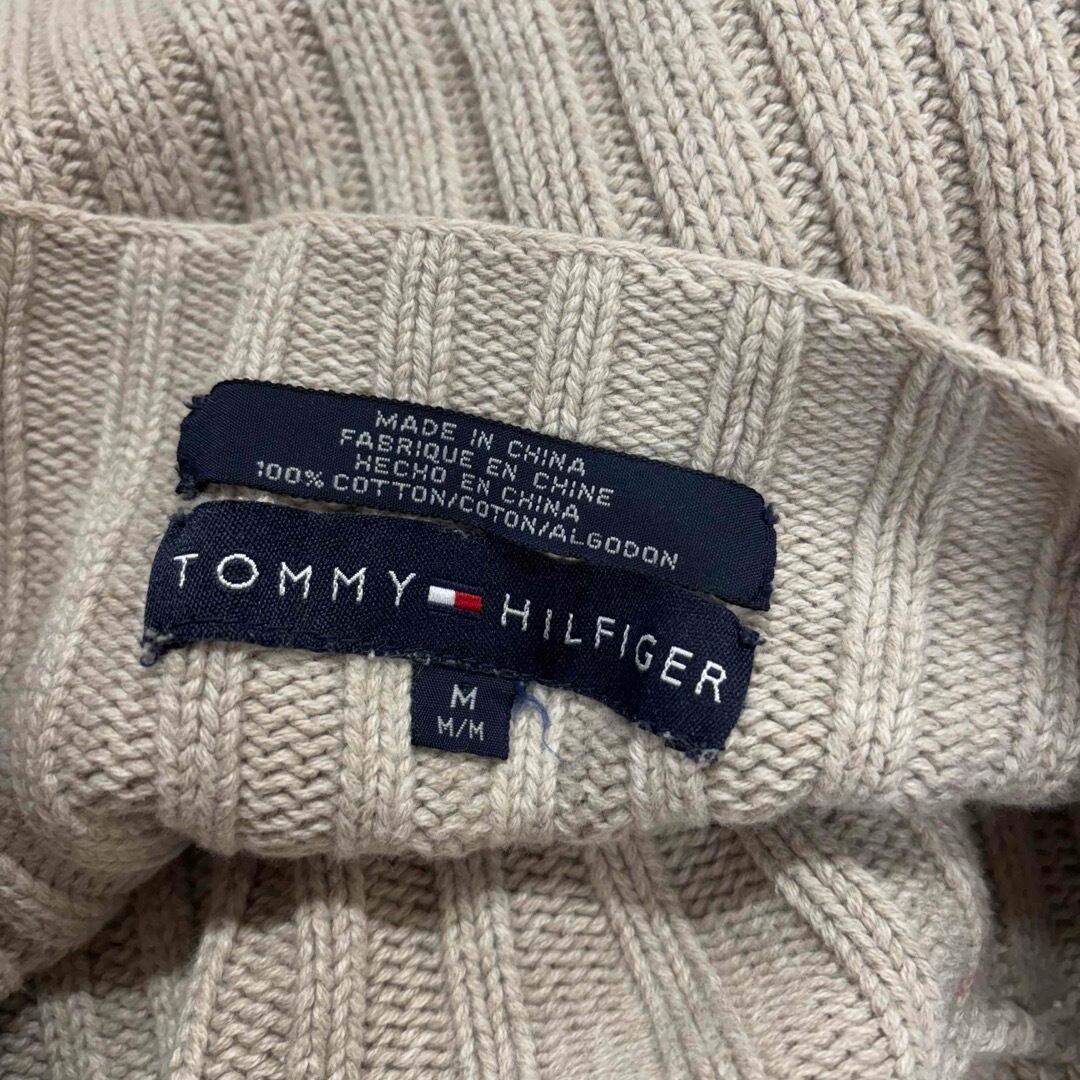 MADE IN CHINA
FABRIQUE EN CHINE
HECHO EN CHINA
100% COTTON/COTON/ALGODON
TOMMY HILFIGER
M
M/M